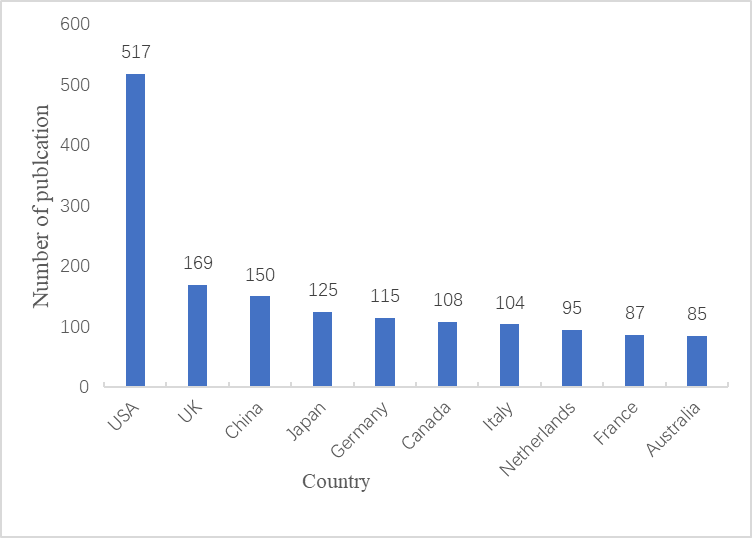 600
517
500
400
300
200
100
0
Number of publcation
169
150
125
115
108
104
95
87
85
USA
UK
China
Japan
Germany
Canada
Italy
Netherlands
France
Australia
Country